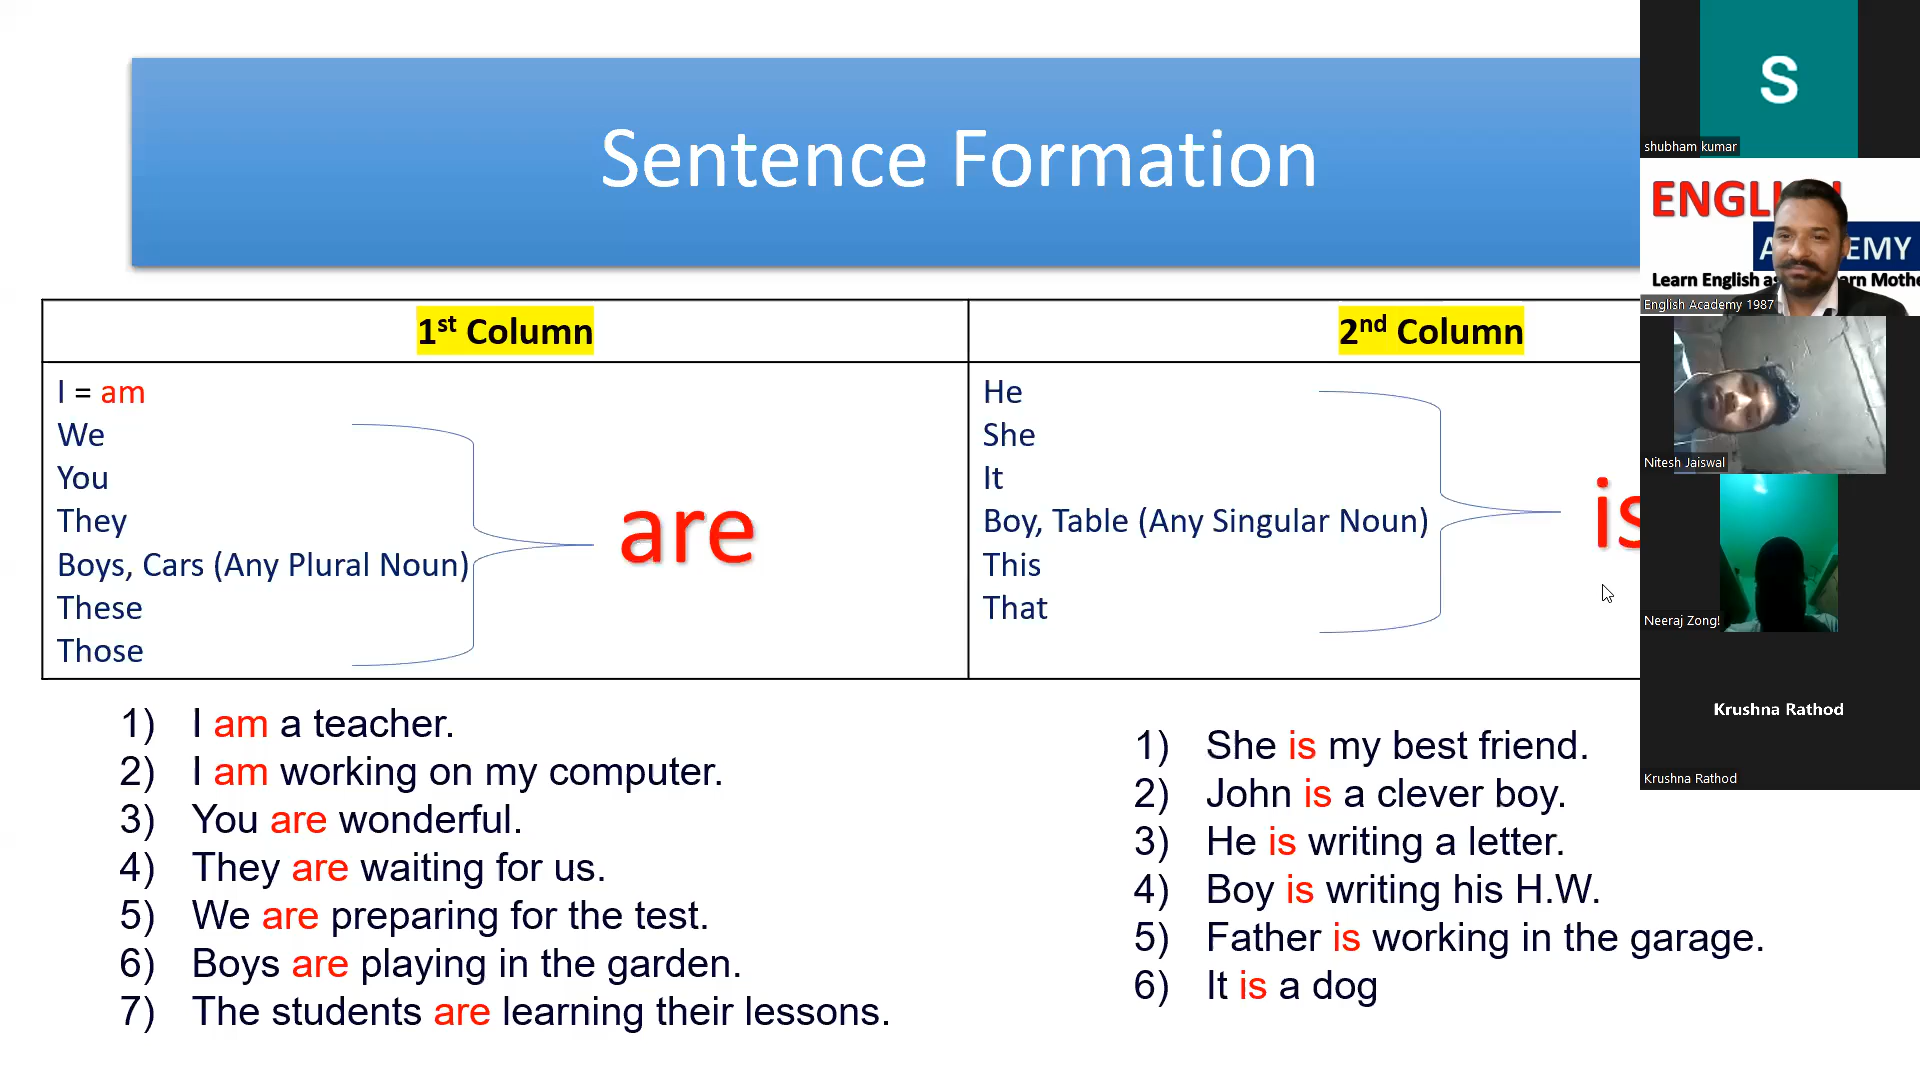 Sentence Formation
1st Column
I = am
We
You
They
Boys, Cars (Any Plural Noun)
These
Those
are
2nd Column
He
She
It
Boy, Table (Any Singular Noun)
This
That
is
1) I am a teacher.
2) I am working on my computer.
3) You are wonderful.
4) They are waiting for us.
5) We are preparing for the test.
6) Boys are playing in the garden.
7) The students are learning their lessons.
1) She is my best friend.
2) John is a clever boy.
3) He is writing a letter.
4) Boy is writing his H.W.
5) Father is working in the garage.
6) It is a dog
S
shubham kumar
Learn English
English Academy 1987
Nitesh Jaiswal
Neeraj Zong!
Krushna Rathod
Krushna Rathod